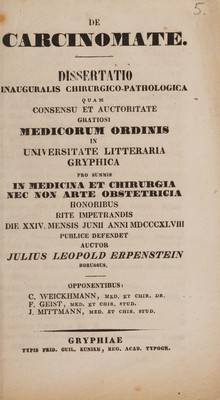 5.
DE
CARCINOMATE.
DISSERTATIO
INAUGURALIS CHIRURGICO-PATHOLOGICA
QUAM
CONSENSU ET AUCTORITATE
GRATIOSI
MEDICORUM ORDINIS
IN
UNIVERSITATE LITTERARIA
GRYPHICA
PRO SUMMIS
IN MEDICINA ET CHIRURGIA
NEC NON ARTE OBSTETRICIA
HONORIBUS
RITE IMPETRANDIS
DIE XXIV. MENSIS JUNII ANNI MDCCCXLVIII
PUBLICE DEFENDET
AUCTOR
JULIUS LEOPOLD ERPENSTEIN
BORUSSUS.
OPPONENTIBUS:
C. WEICKHMANN, MED. ET CHIR. DR.
F. GEIST, MED. ET CHIR. STUD.
J. MITTMANN, MED. ET CHIR. STUD.
GRYPHIAE
TYPIS FRID. GUIL. KUNIKE, REG. ACAD. TYPOGR.